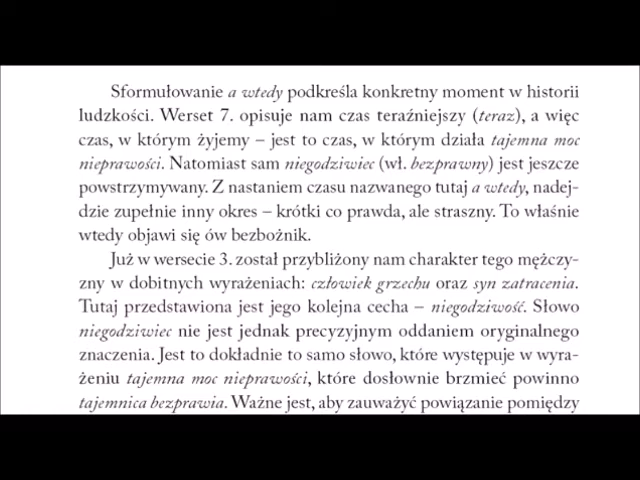 Sformułowanie a wtedy podkreśla konkretny moment w historii
ludzkości. Werset 7. opisuje nam czas teraźniejszy (teraz), a więc
czas, w którym żyjemy – jest to czas, w którym działa tajemna moc
nieprawości. Natomiast sam niegodziwiec (wł. bezprawny) jest jeszcze
powstrzymywany. Z nastaniem czasu nazwanego tutaj a wtedy, nadej-
dzie zupełnie inny okres – krótki co prawda, ale straszny. To właśnie
wtedy objawi się ów bezbożnik.
Już w wersecie 3. został przybliżony nam charakter tego mężczy-
zny w dobitnych wyrażeniach: człowiek grzechu oraz syn zatracenia.
Tutaj przedstawiona jest jego kolejna cecha – niegodziwość. Słowo
niegodziwiec nie jest jednak precyzyjnym oddaniem oryginalnego
znaczenia. Jest to dokładnie to samo słowo, które występuje w wyra-
żeniu tajemna moc nieprawości, które dosłownie brzmieć powinno
tajemnica bezprawia. Ważne jest, aby zauważyć powiązanie pomiędzy